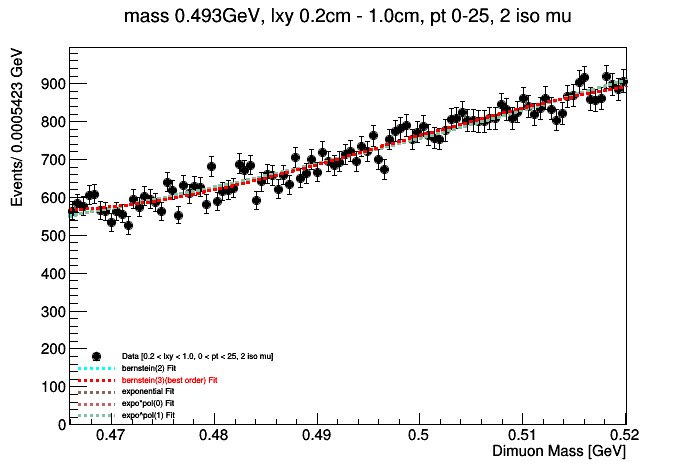 mass 0.493GeV, lxy 0.2cm - 1.0cm, pt 0-25, 2 iso mu
Events/ 0.0005423 GeV
900
800
700
600
500
400
300
200
100
0
Data [0.2 < lxy < 1.0, 0 < pt < 25, 2 iso mu]
bernstein(2) Fit
bernstein(3)(best order) Fit
exponential Fit
expo*pol(0) Fit
expo*pol(1) Fit
0.47 0.48 0.49 0.5 0.51 0.52
Dimuon Mass [GeV]